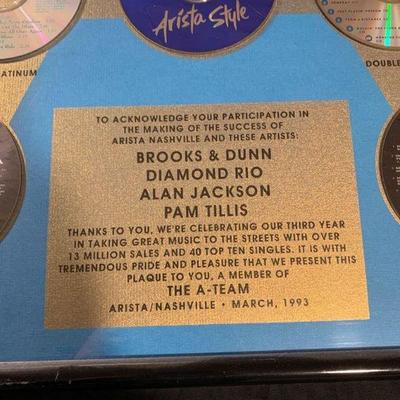 Arista Style
PLATINUM
DOUBLE
TO ACKNOWLEDGE YOUR PARTICIPATION IN
THE MAKING OF THE SUCCESS OF
ARISTA NASHVILLE AND THESE ARTISTS:
BROOKS & DUNN
DIAMOND RIO
ALAN JACKSON
PAM TILLIS
THANKS TO YOU, WE'RE CELEBRATING OUR THIRD YEAR
IN TAKING GREAT MUSIC TO THE STREETS WITH OVER
13 MILLION SALES AND 40 TOP TEN SINGLES. IT IS WITH
TREMENDOUS PRIDE AND PLEASURE THAT WE PRESENT THIS
PLAQUE TO YOU, A MEMBER OF
THE A-TEAM
ARISTA/NASHVILLE • MARCH, 1993